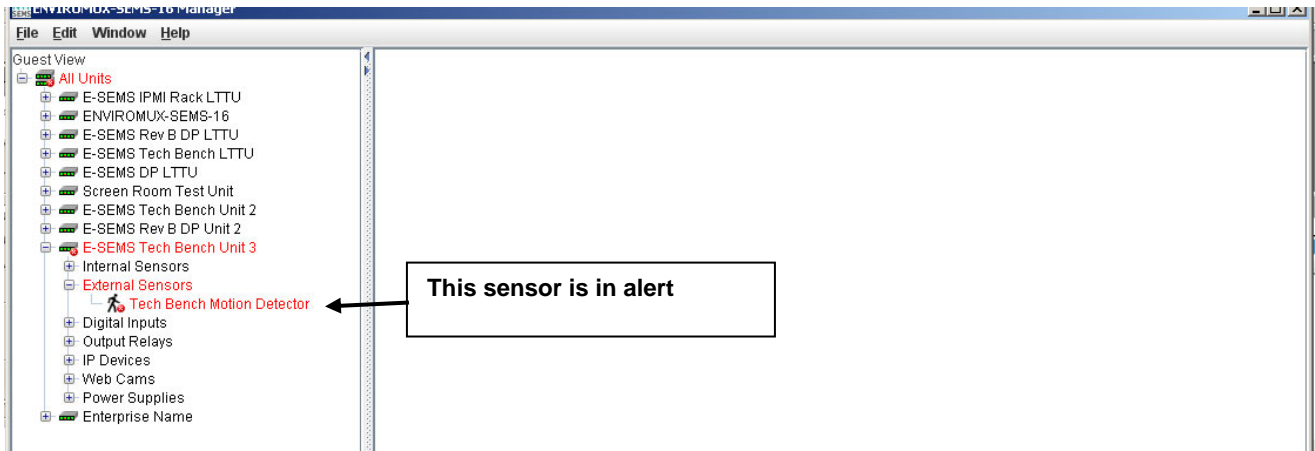 SEMS ENVIROMUX-SEMS-16 Manager
File Edit Window Help
Guest View
All Units
E-SEMS IPMI Rack LTTU
ENVIROMUX-SEMS-16
E-SEMS Rev B DP LTTU
E-SEMS Tech Bench LTTU
E-SEMS DP LTTU
Screen Room Test Unit
E-SEMS Tech Bench Unit 2
E-SEMS Rev B DP Unit 2
E-SEMS Tech Bench Unit 3
Internal Sensors
External Sensors
Tech Bench Motion Detector
This sensor is in alert
Digital Inputs
Output Relays
IP Devices
Web Cams
Power Supplies
Enterprise Name